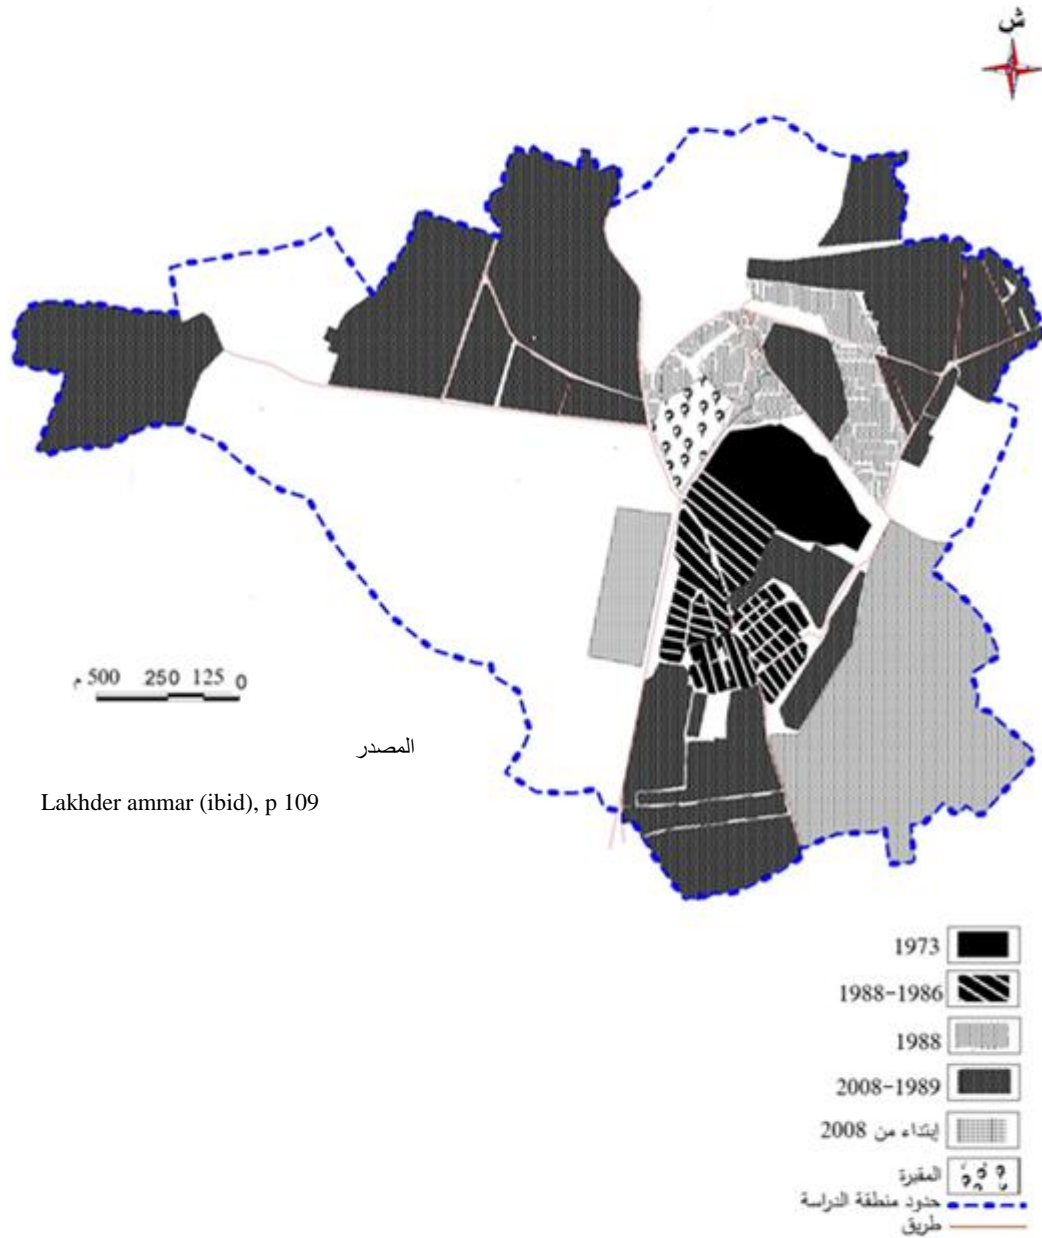 ش
م 500 250 125 0
المصدر
Lakhder ammar (ibid), p 109
1973
1988-1986
1988
2008-1989
إبتداء من 2008
المقبرة
حدود منطقة الدراسة
طريق